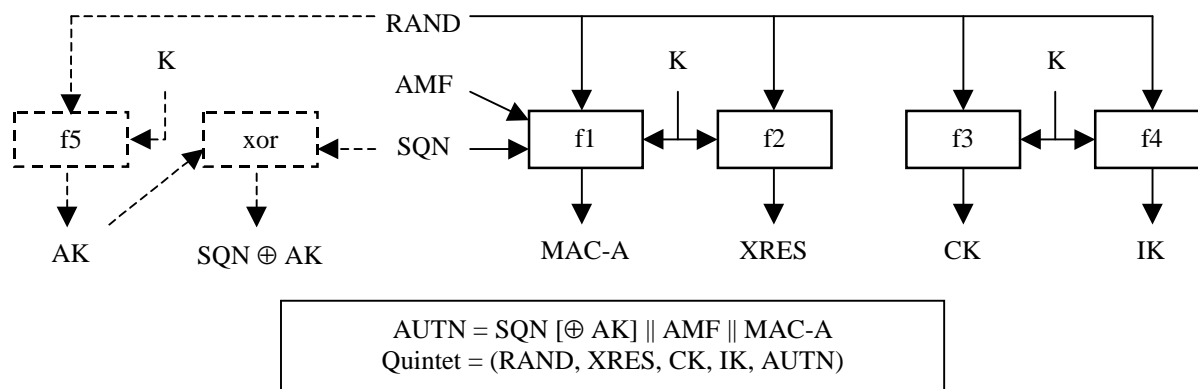 RAND
K
K
K
AMF
f5
xor
SQN
f1
f2
f3
f4
AK
SQN ⊕ AK
MAC-A
XRES
CK
IK
AUTN = SQN [⊕ AK] || AMF || MAC-A
Quintet = (RAND, XRES, CK, IK, AUTN)